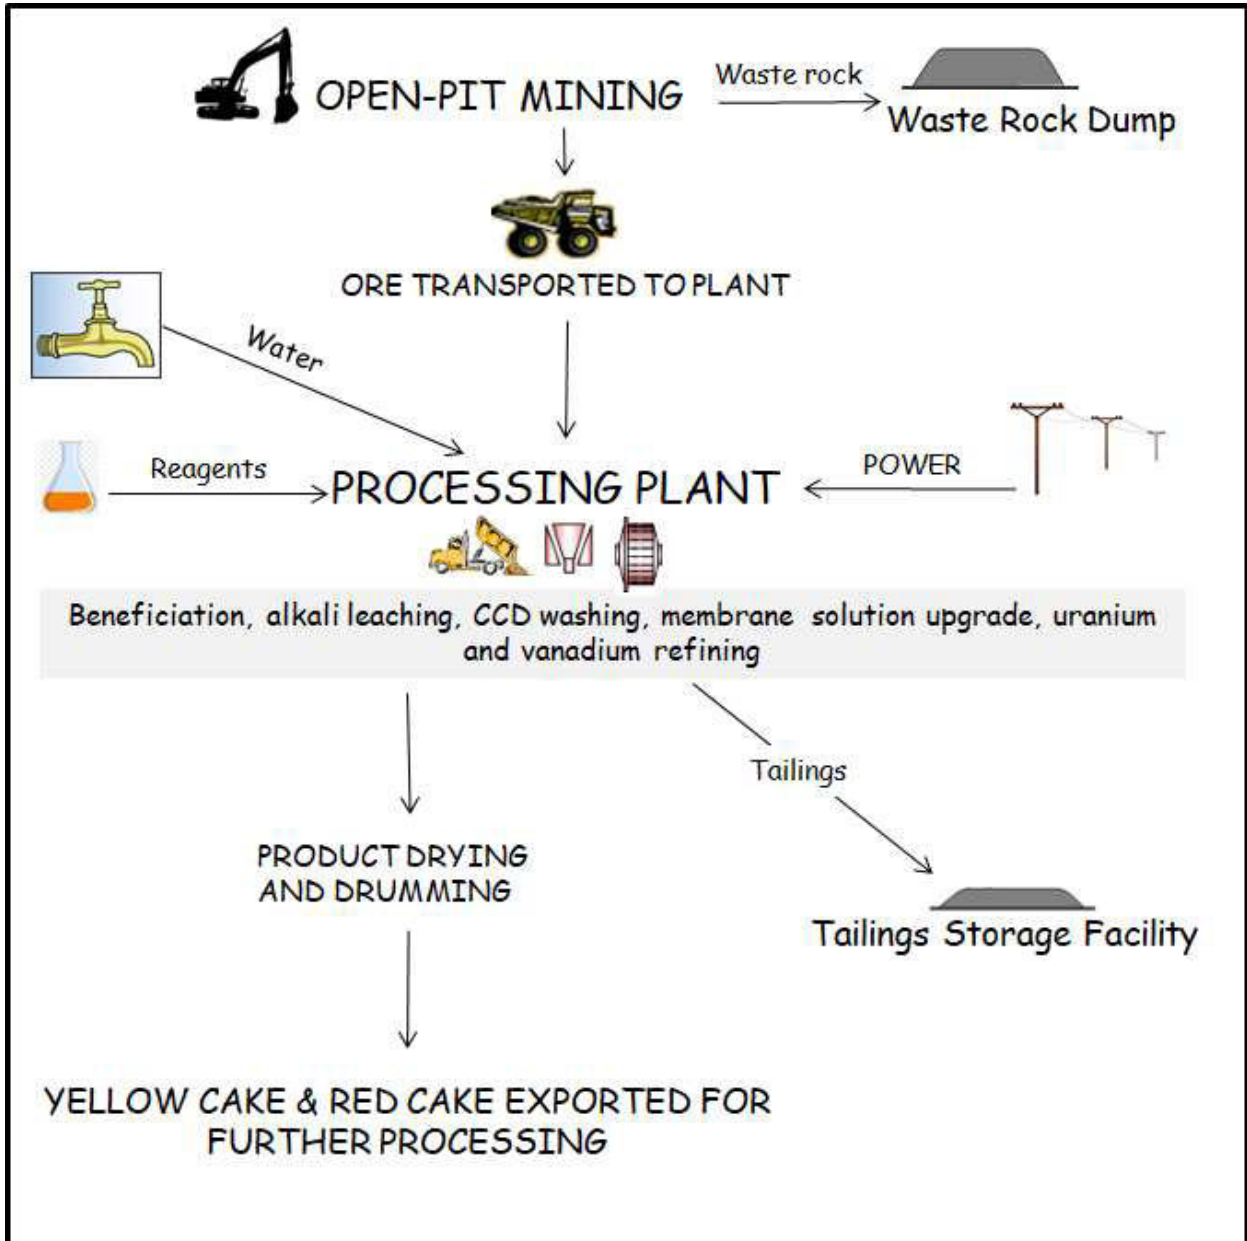 OPEN-PIT MINING
Waste rock
Waste Rock Dump
ORE TRANSPORTED TO PLANT
Water
Reagents
PROCESSING PLANT
POWER
Beneficiation, alkali leaching, CCD washing, membrane solution upgrade, uranium
and vanadium refining
Tailings
PRODUCT DRYING
AND DRUMMING
Tailings Storage Facility
YELLOW CAKE & RED CAKE EXPORTED FOR
FURTHER PROCESSING